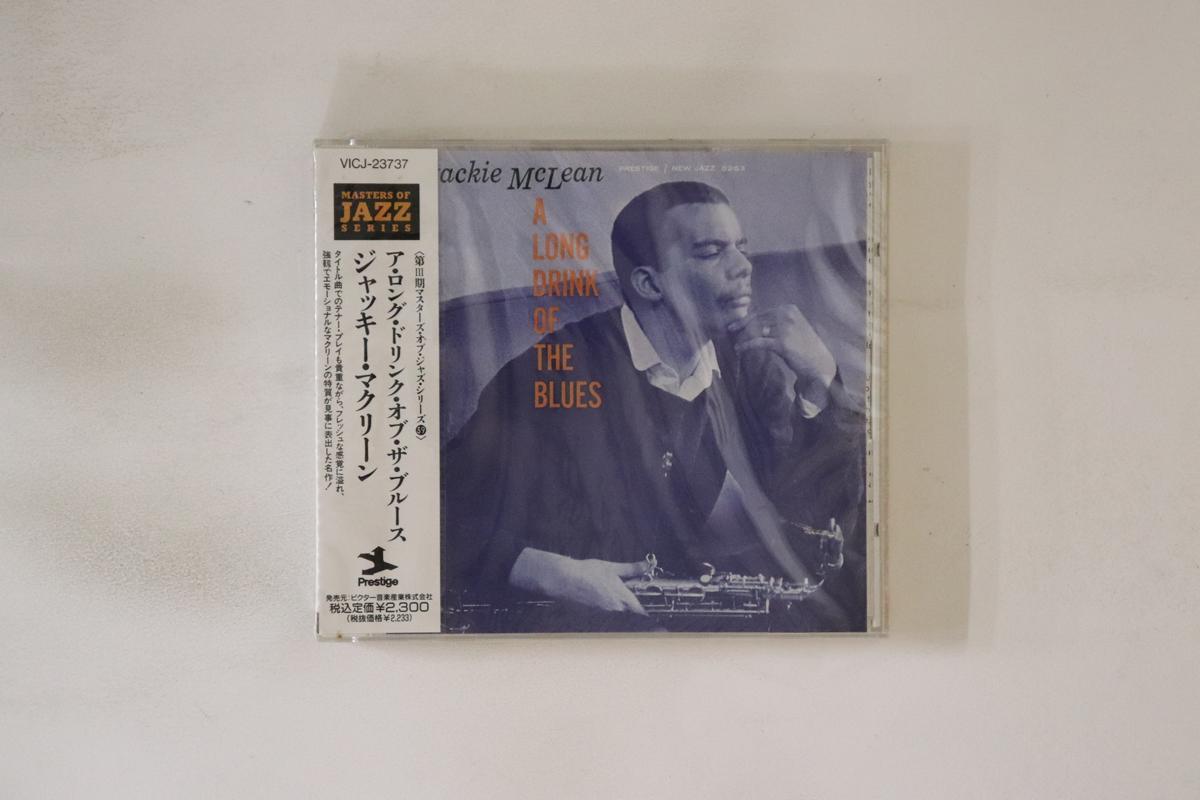 VICJ-23737
MASTERS OF
JAZZ
SERIES
〈第III期マスターズ・オブ・ジャズ・シリーズ59〉
ア・ロング・ドリンク・オブ・ザ・ブルース
ジャッキー・マクリーン
タイトル曲でのテナー・プレイも貴重ながら、フレッシュな感覚に溢れ、
強靱でエモーショナルなマクリーンの特質が見事に表出した名作!
Prestige
発売元:ビクター音楽産業株式会社
税込定価¥2,300
(税抜価格¥2,233)
ackie McLean
PRESTIGE / NEW JAZZ 8253
A
LONG
DRINK
OF
THE
BLUES